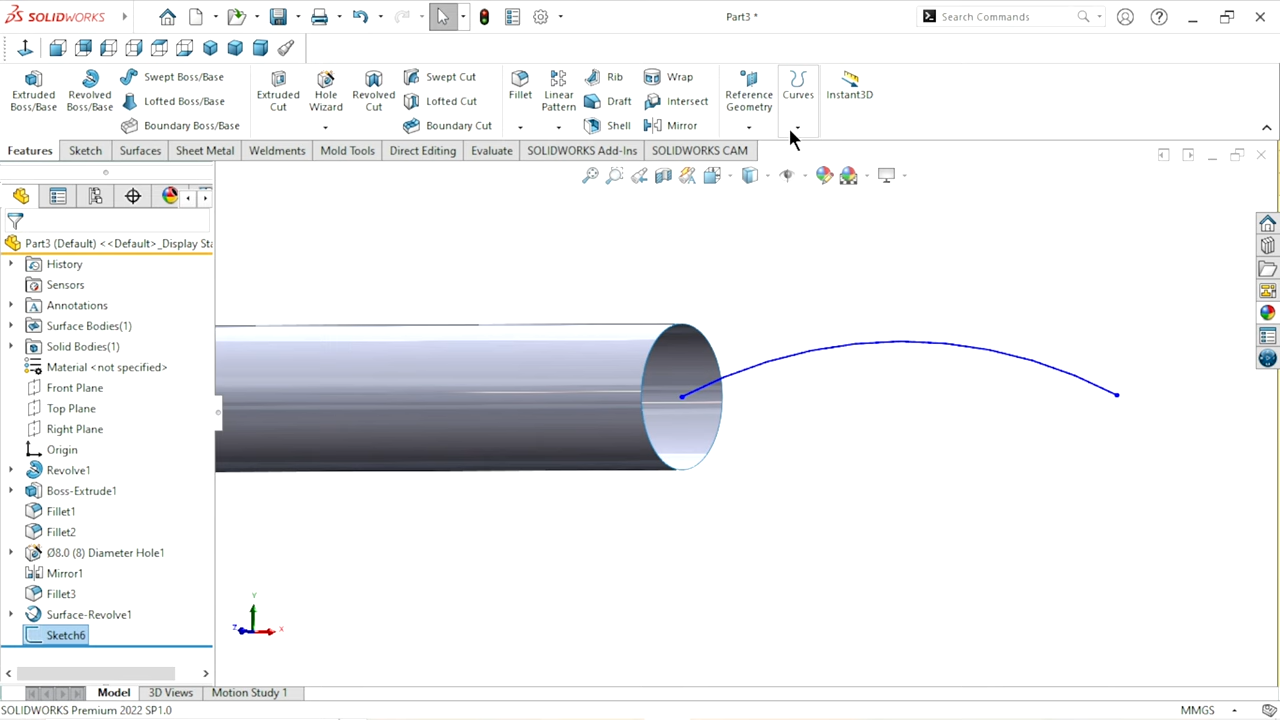 SOLIDWORKS
Part3 *
Search Commands
Extruded Boss/Base
Revolved Boss/Base
Swept Boss/Base
Lofted Boss/Base
Boundary Boss/Base
Extruded Cut
Hole Wizard
Revolved Cut
Swept Cut
Lofted Cut
Boundary Cut
Fillet
Linear Pattern
Rib
Draft
Shell
Wrap
Intersect
Mirror
Reference Geometry
Curves
Instant3D
Features
Sketch
Surfaces
Sheet Metal
Weldments
Mold Tools
Direct Editing
Evaluate
SOLIDWORKS Add-Ins
SOLIDWORKS CAM
Part3 (Default) <<Default>_Display Sta
History
Sensors
Annotations
Surface Bodies(1)
Solid Bodies(1)
Material <not specified>
Front Plane
Top Plane
Right Plane
Origin
Revolve1
Boss-Extrude1
Fillet1
Fillet2
Ø8.0 (8) Diameter Hole1
Mirror1
Fillet3
Surface-Revolve1
Sketch6
Y
Z
X
Model
3D Views
Motion Study 1
SOLIDWORKS Premium 2022 SP1.0
MMGS